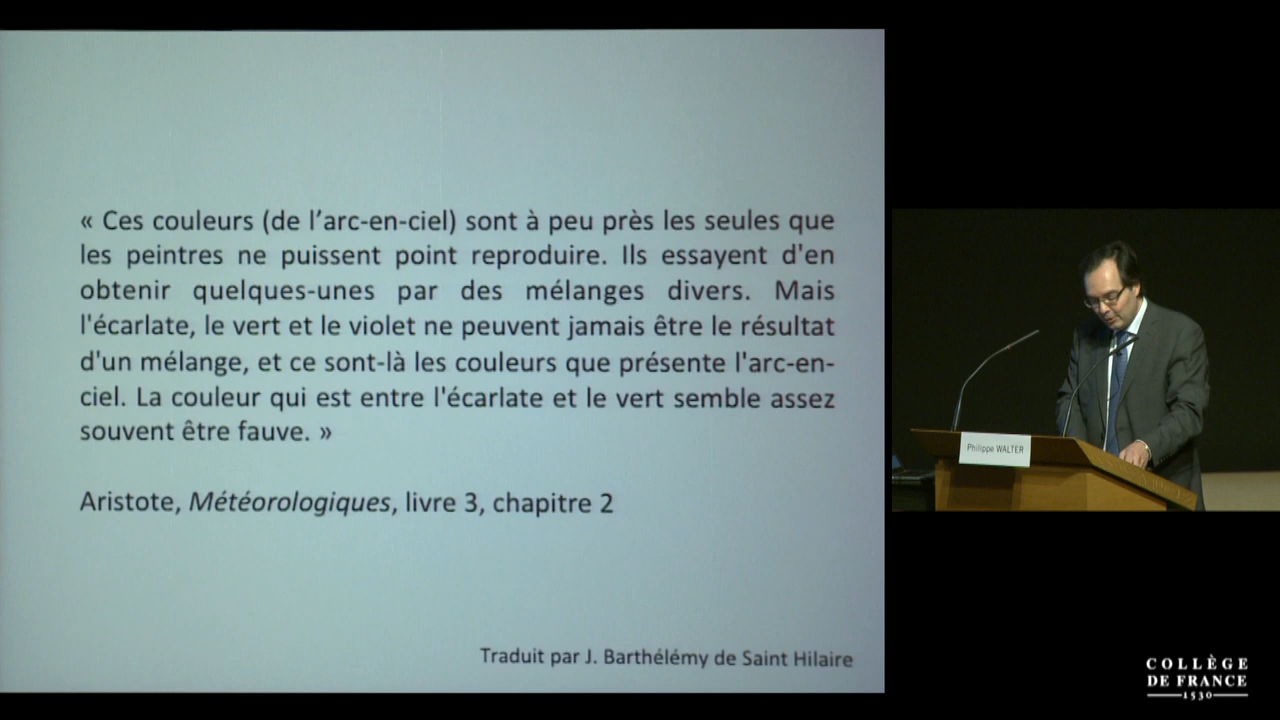 « Ces couleurs (de l’arc-en-ciel) sont à peu près les seules que
les peintres ne puissent point reproduire. Ils essayent d'en
obtenir quelques-unes par des mélanges divers. Mais
l'écarlate, le vert et le violet ne peuvent jamais être le résultat
d'un mélange, et ce sont-là les couleurs que présente l'arc-en-
ciel. La couleur qui est entre l'écarlate et le vert semble assez
souvent être fauve. »
Aristote, Météorologiques, livre 3, chapitre 2
Traduit par J. Barthélémy de Saint Hilaire
Philippe WALTER
COLLÈGE
DE FRANCE
1530